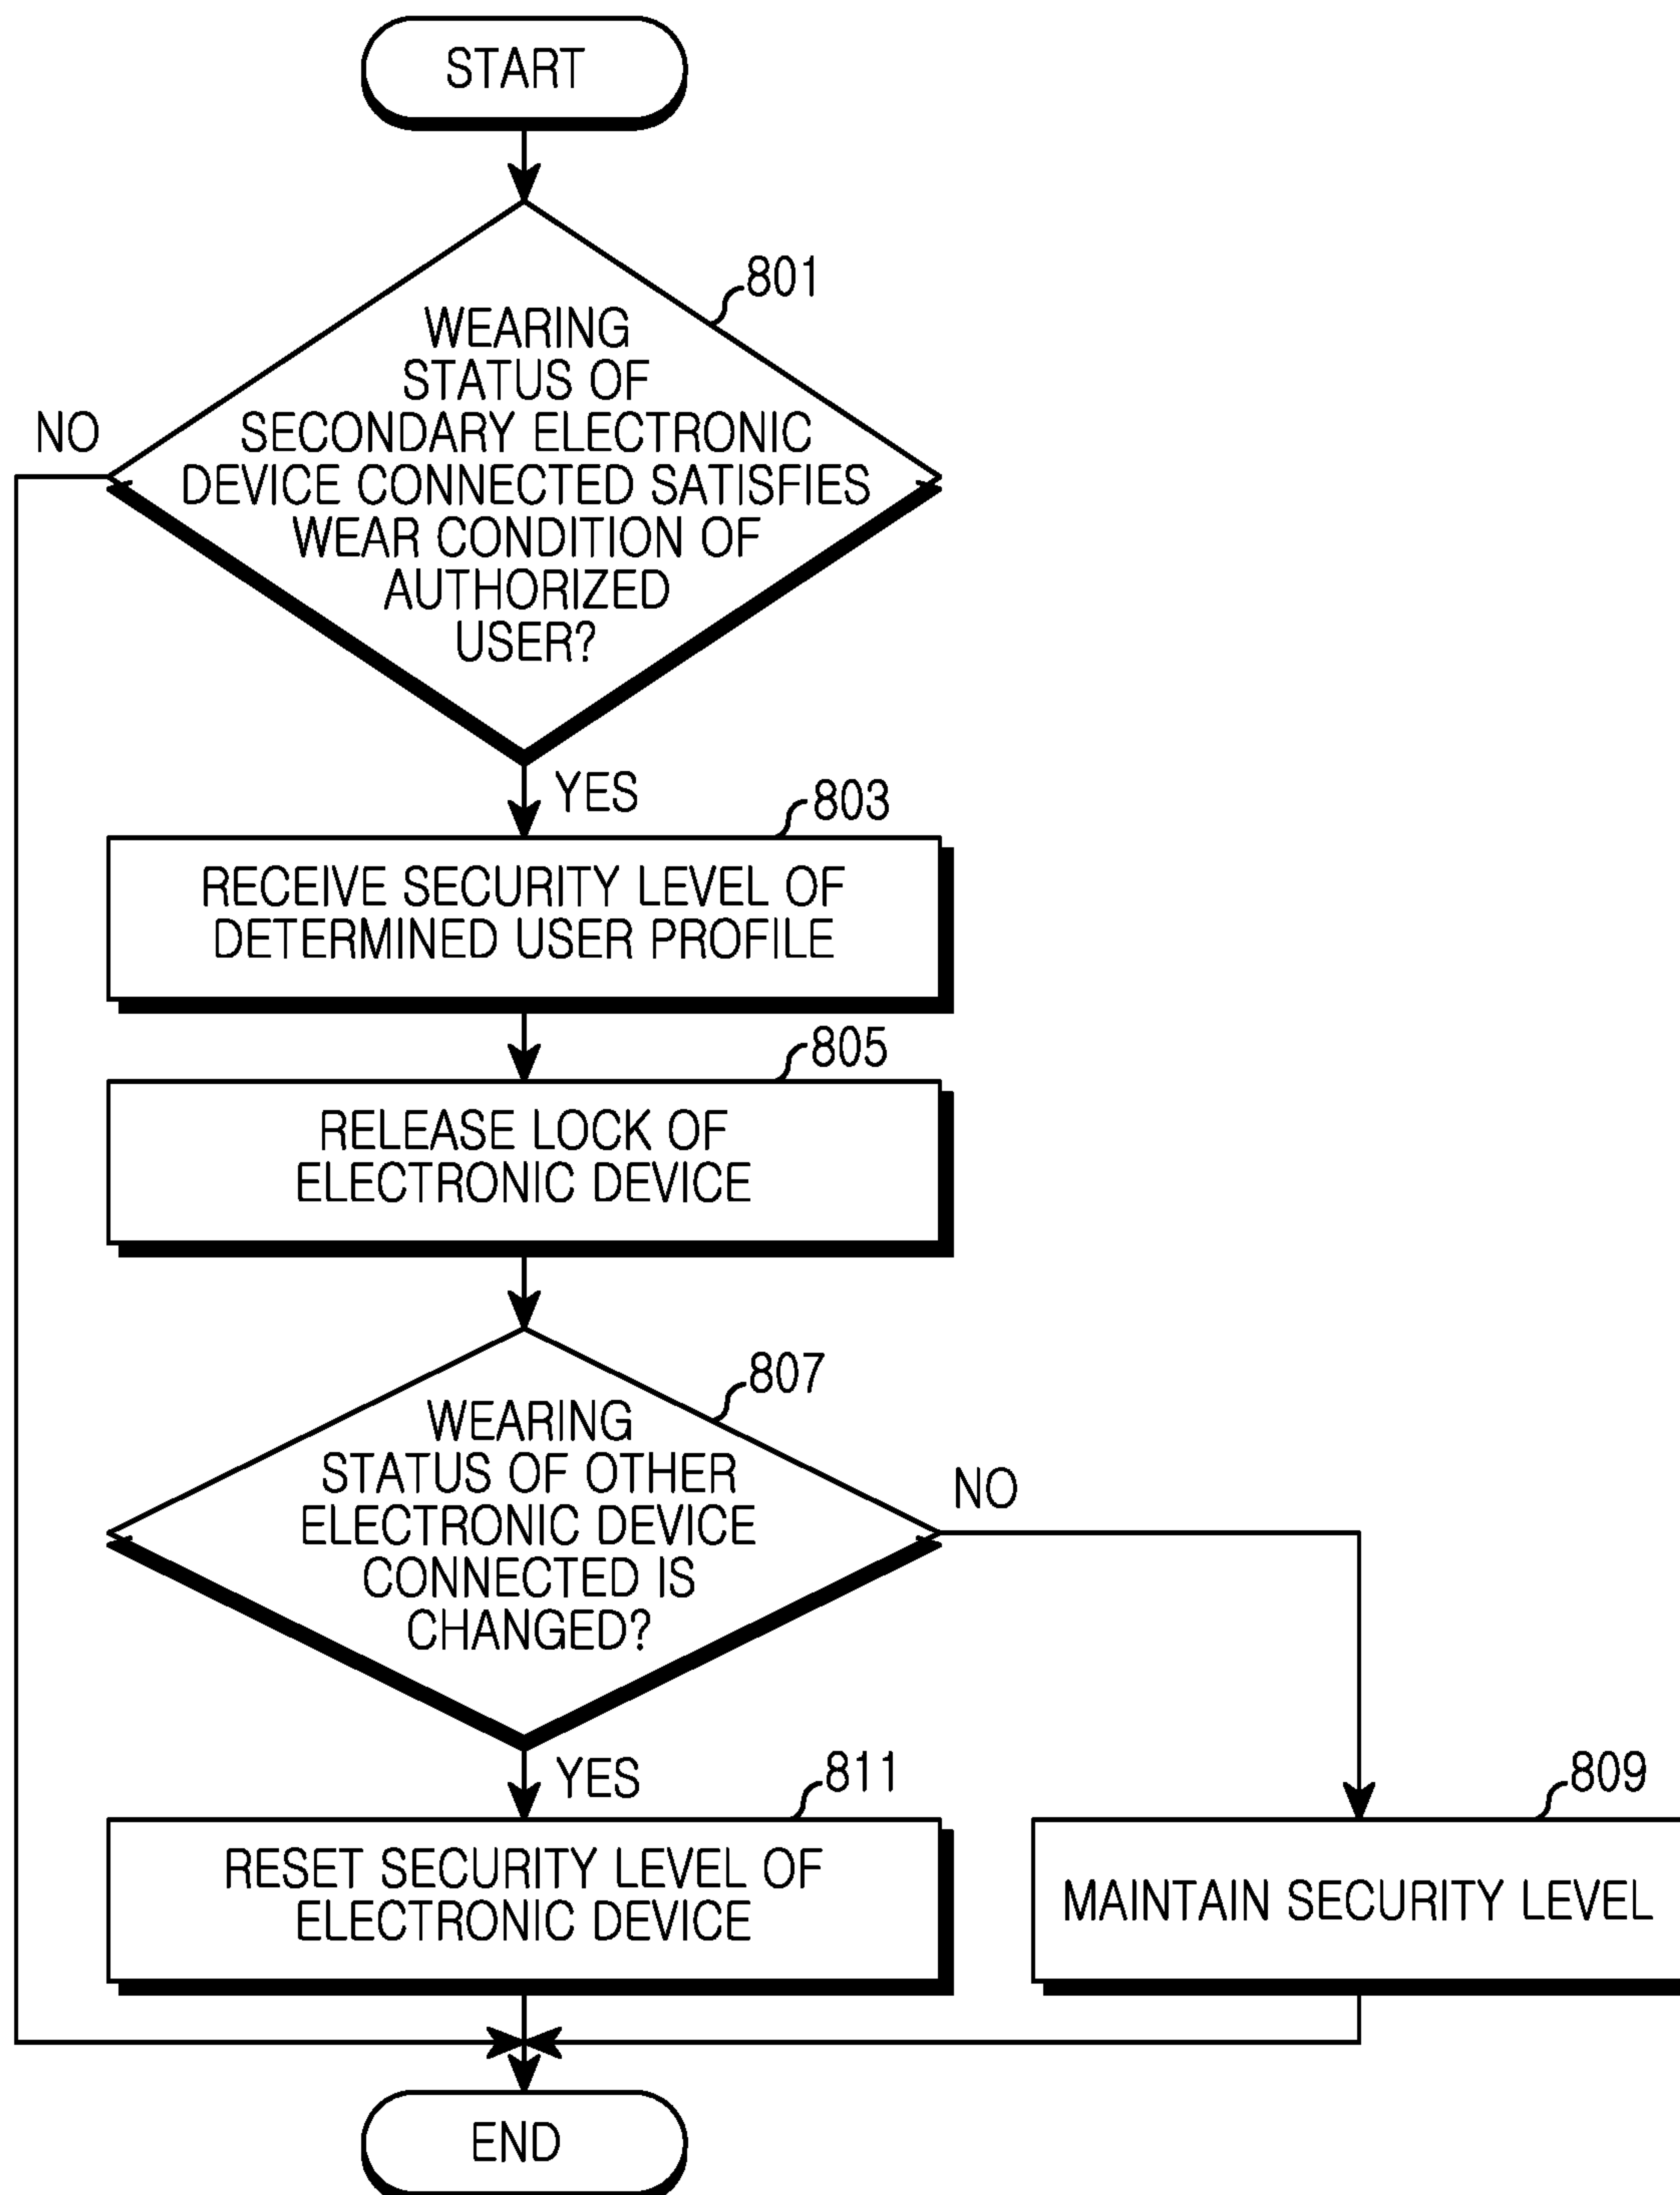 START
801
WEARING
STATUS OF
SECONDARY ELECTRONIC
DEVICE CONNECTED SATISFIES
WEAR CONDITION OF
AUTHORIZED
USER?
NO
YES
803
RECEIVE SECURITY LEVEL OF
DETERMINED USER PROFILE
805
RELEASE LOCK OF
ELECTRONIC DEVICE
807
WEARING
STATUS OF OTHER
ELECTRONIC DEVICE
CONNECTED IS
CHANGED?
NO
YES
811
RESET SECURITY LEVEL OF
ELECTRONIC DEVICE
809
MAINTAIN SECURITY LEVEL
END